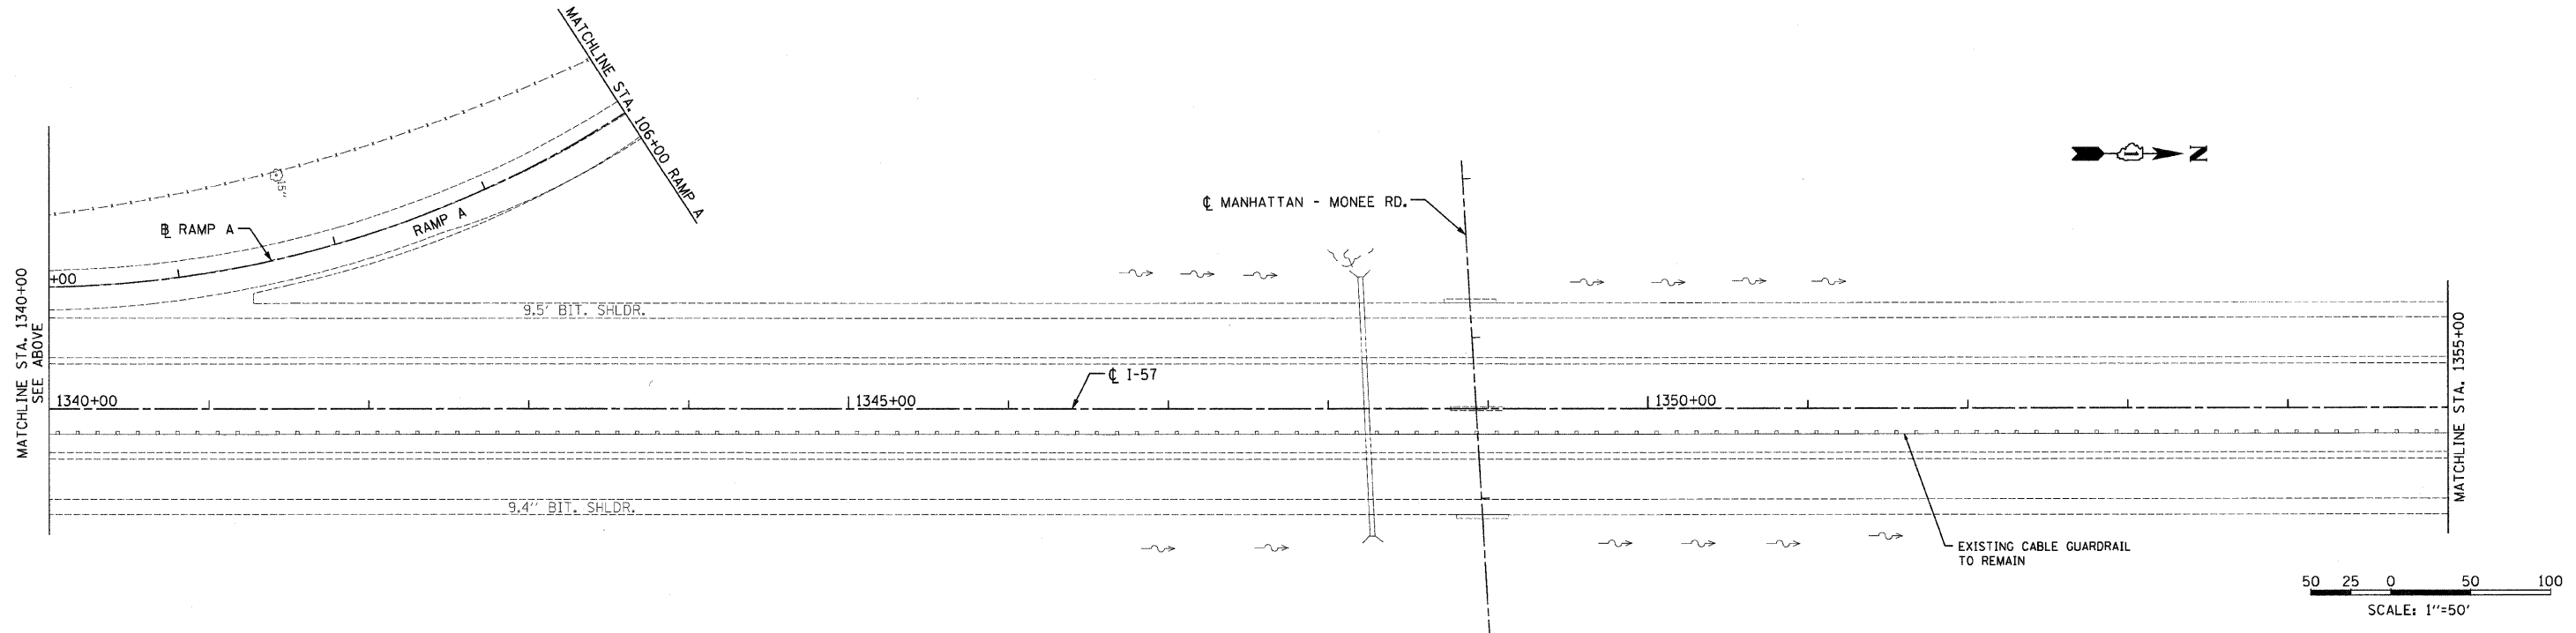 MATCHLINE STA. 106+00 RAMP A
15"
N
℄ MANHATTAN - MONEE RD.
RAMP A
B RAMP A
+00
MATCHLINE STA. 1340+00
SEE ABOVE
9.5' BIT. SHLDR.
℄ I-57
1340+00
1345+00
1350+00
MATCHLINE STA. 1355+00
9.4'' BIT. SHLDR.
EXISTING CABLE GUARDRAIL
TO REMAIN
50 25 0 50 100
SCALE: 1''=50'